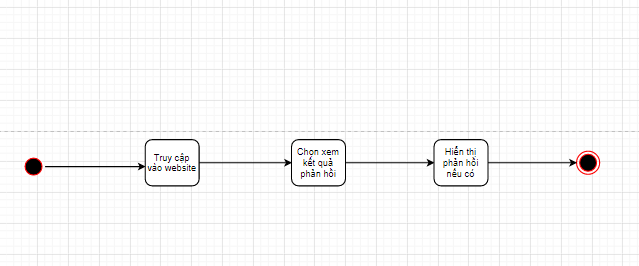 Truy cập
vào website
Chọn xem
kết quả
phản hồi
Hiển thị
phản hồi
nếu có